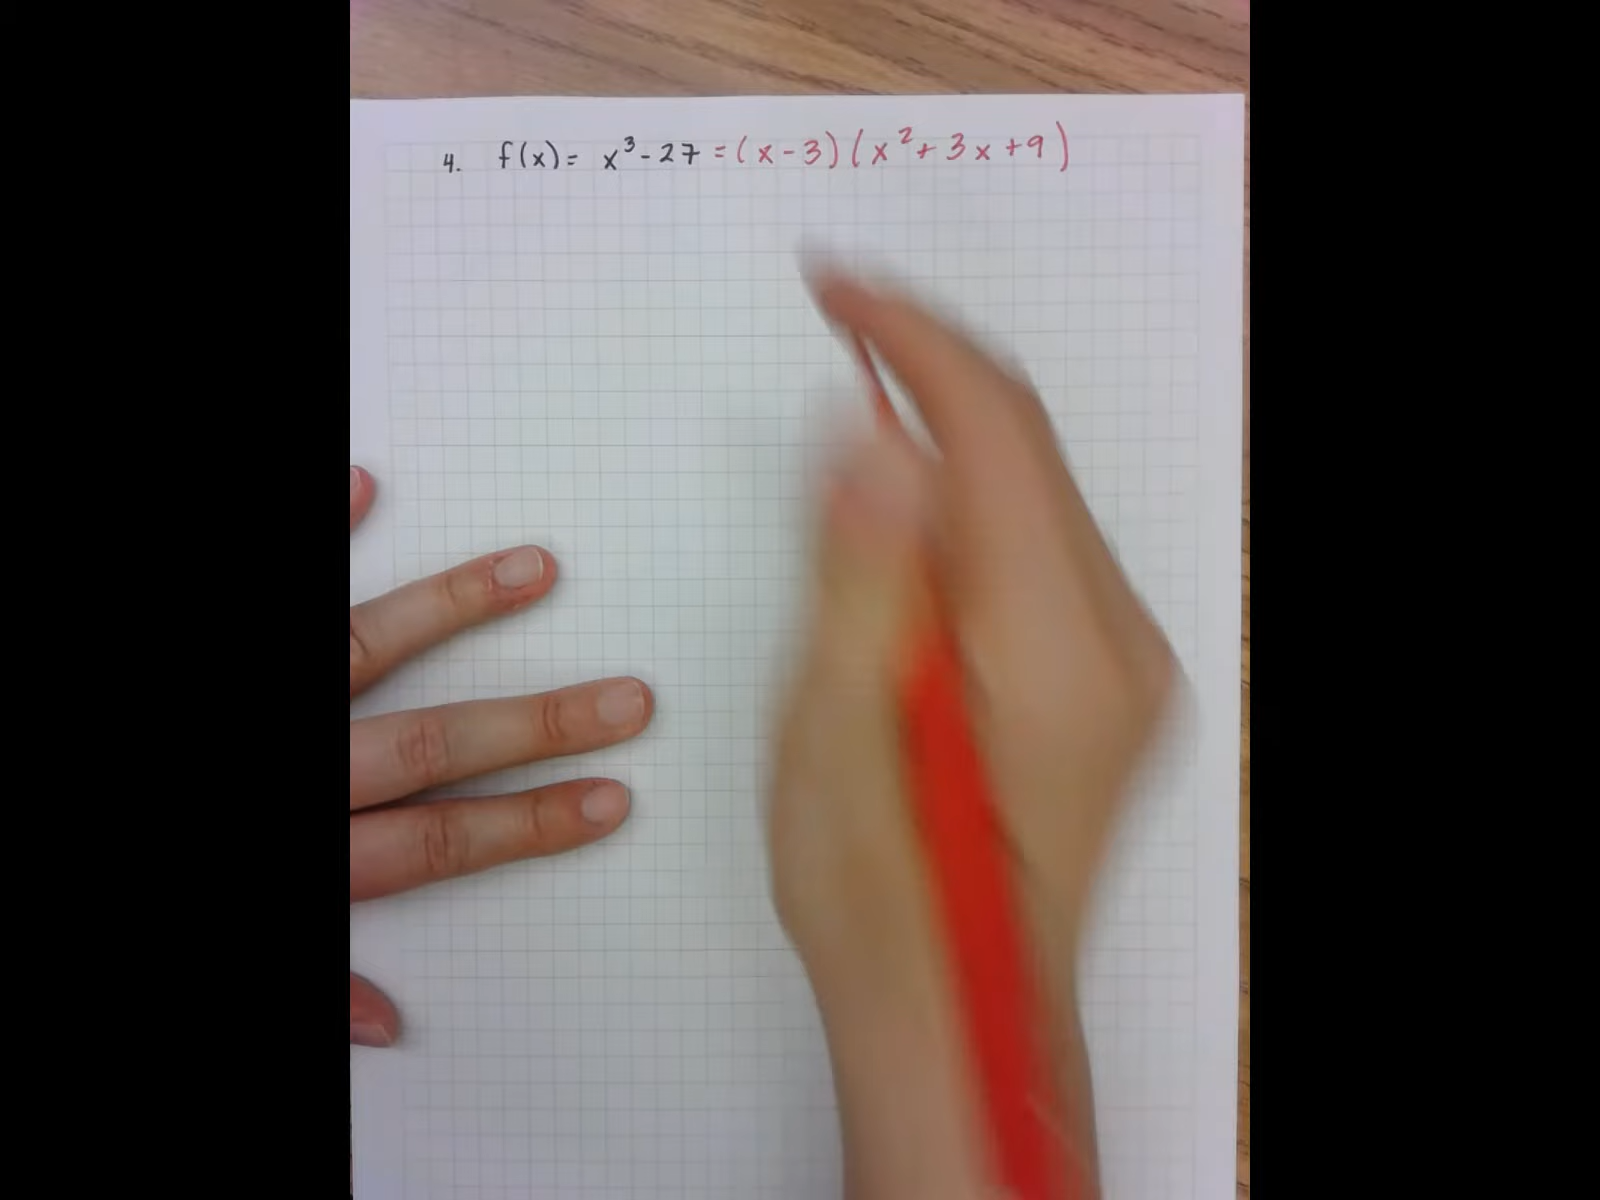 4. f(x) = x³ - 27 = (x - 3) (x² + 3x + 9)